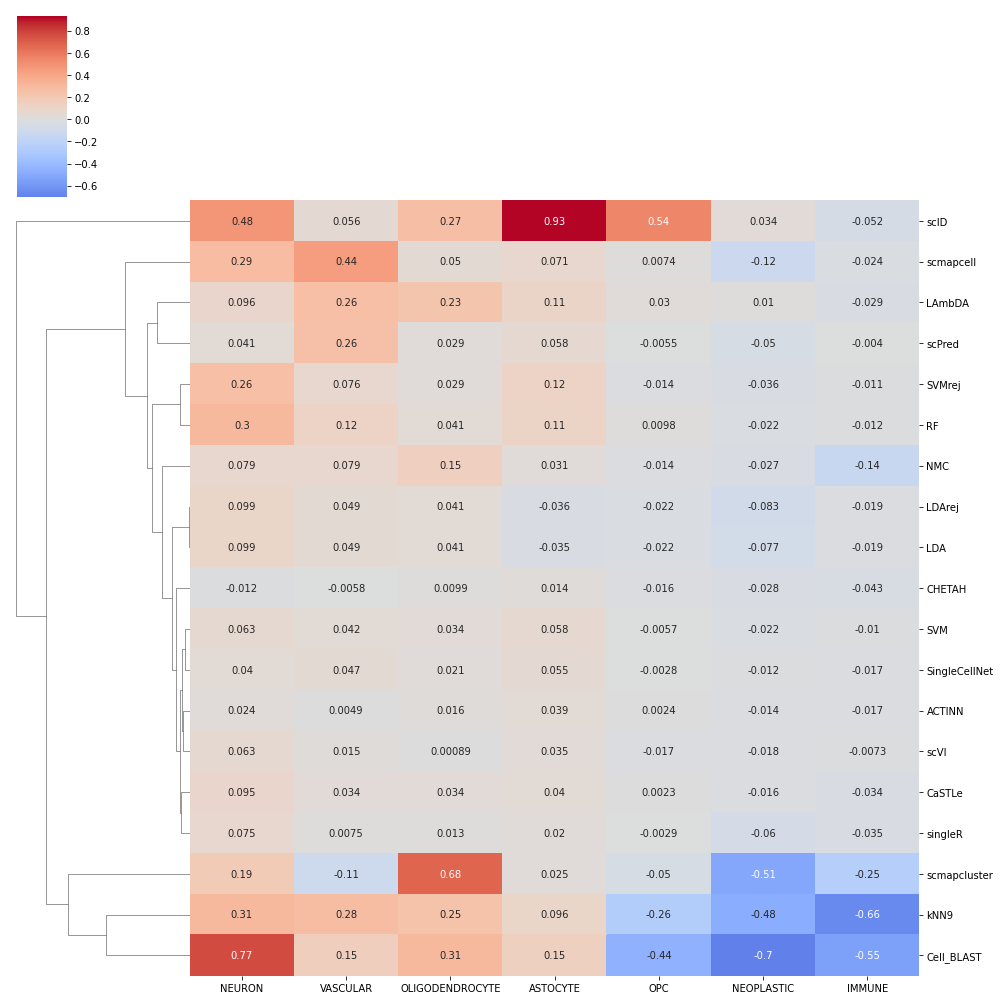 0.8
0.6
0.4
0.2
0.0
−0.2
−0.4
−0.6
0.48 0.056 0.27 0.93 0.54 0.034 -0.052 scID
0.29 0.44 0.05 0.071 0.0074 -0.12 -0.024 scmapcell
0.096 0.26 0.23 0.11 0.03 0.01 -0.029 LAmbDA
0.041 0.26 0.029 0.058 -0.0055 -0.05 -0.004 scPred
0.26 0.076 0.029 0.12 -0.014 -0.036 -0.011 SVMrej
0.3 0.12 0.041 0.11 0.0098 -0.022 -0.012 RF
0.079 0.079 0.15 0.031 -0.014 -0.027 -0.14 NMC
0.099 0.049 0.041 -0.036 -0.022 -0.083 -0.019 LDArej
0.099 0.049 0.041 -0.035 -0.022 -0.077 -0.019 LDA
-0.012 -0.0058 0.0099 0.014 -0.016 -0.028 -0.043 CHETAH
0.063 0.042 0.034 0.058 -0.0057 -0.022 -0.01 SVM
0.04 0.047 0.021 0.055 -0.0028 -0.012 -0.017 SingleCellNet
0.024 0.0049 0.016 0.039 0.0024 -0.014 -0.017 ACTINN
0.063 0.015 0.00089 0.035 -0.017 -0.018 -0.0073 scVI
0.095 0.034 0.034 0.04 0.0023 -0.016 -0.034 CaSTLe
0.075 0.0075 0.013 0.02 -0.0029 -0.06 -0.035 singleR
0.19 -0.11 0.68 0.025 -0.05 -0.51 -0.25 scmapcluster
0.31 0.28 0.25 0.096 -0.26 -0.48 -0.66 kNN9
0.77 0.15 0.31 0.15 -0.44 -0.7 -0.55 Cell_BLAST
NEURON VASCULAR OLIGODENDROCYTE ASTOCYTE OPC NEOPLASTIC IMMUNE